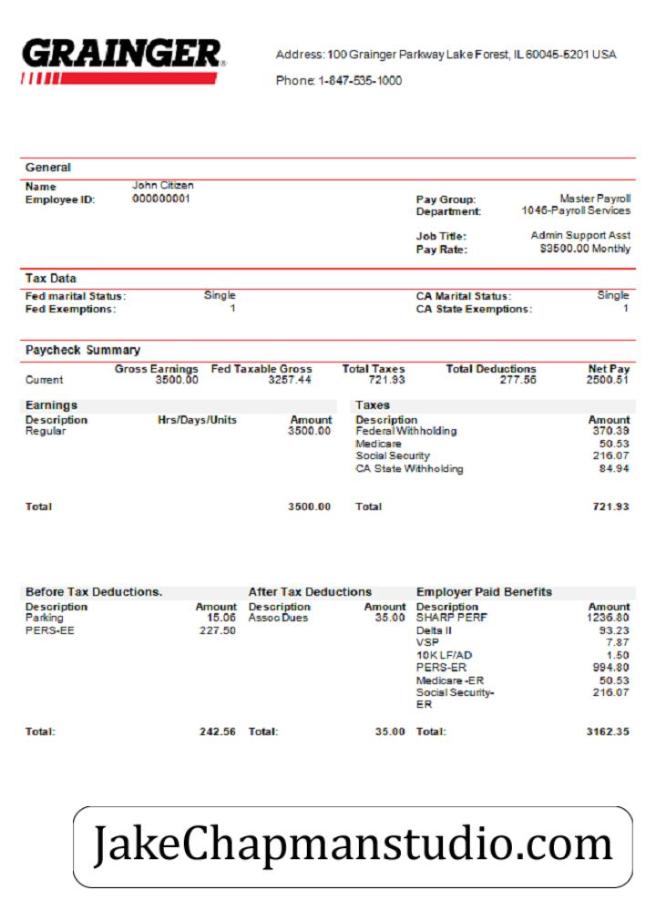 GRAINGER®
Address: 100 Grainger Parkway Lake Forest, IL 60045-5201 USA
Phone: 1-847-535-1000
General
Name John Citizen
Employee ID: 000000001
Pay Group: Master Payroll
Department: 1046-Payroll Services
Job Title: Admin Support Asst
Pay Rate: $3500.00 Monthly
Tax Data
Fed marital Status: Single CA Marital Status: Single
Fed Exemptions: 1 CA State Exemptions: 1
Paycheck Summary
Gross Earnings Fed Taxable Gross Total Taxes Total Deductions Net Pay
Current 3500.00 3257.44 721.93 277.56 2500.51
Earnings Taxes
Description Hrs/Days/Units Amount Description Amount
Regular 3500.00 Federal Withholding 370.39
Medicare 50.53
Social Security 216.07
CA State Withholding 84.94
Total 3500.00 Total 721.93
Before Tax Deductions. After Tax Deductions Employer Paid Benefits
Description Amount Description Amount Description Amount
Parking 15.06 Assoc Dues 35.00 SHARP PERF 1236.80
PERS-EE 227.50 Delta II 93.23
VSP 7.87
10K LF/AD 1.50
PERS-ER 994.80
Medicare -ER 50.53
Social Security- 216.07
ER
Total: 242.56 Total: 35.00 Total: 3162.35
JakeChapmanstudio.com